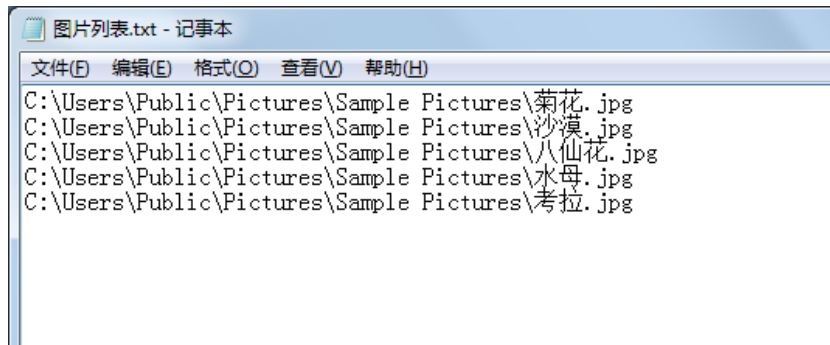 图片列表.txt - 记事本
文件(F) 编辑(E) 格式(O) 查看(V) 帮助(H)
C:\Users\Public\Pictures\Sample Pictures\菊花.jpg
C:\Users\Public\Pictures\Sample Pictures\沙漠.jpg
C:\Users\Public\Pictures\Sample Pictures\八仙花.jpg
C:\Users\Public\Pictures\Sample Pictures\水母.jpg
C:\Users\Public\Pictures\Sample Pictures\考拉.jpg